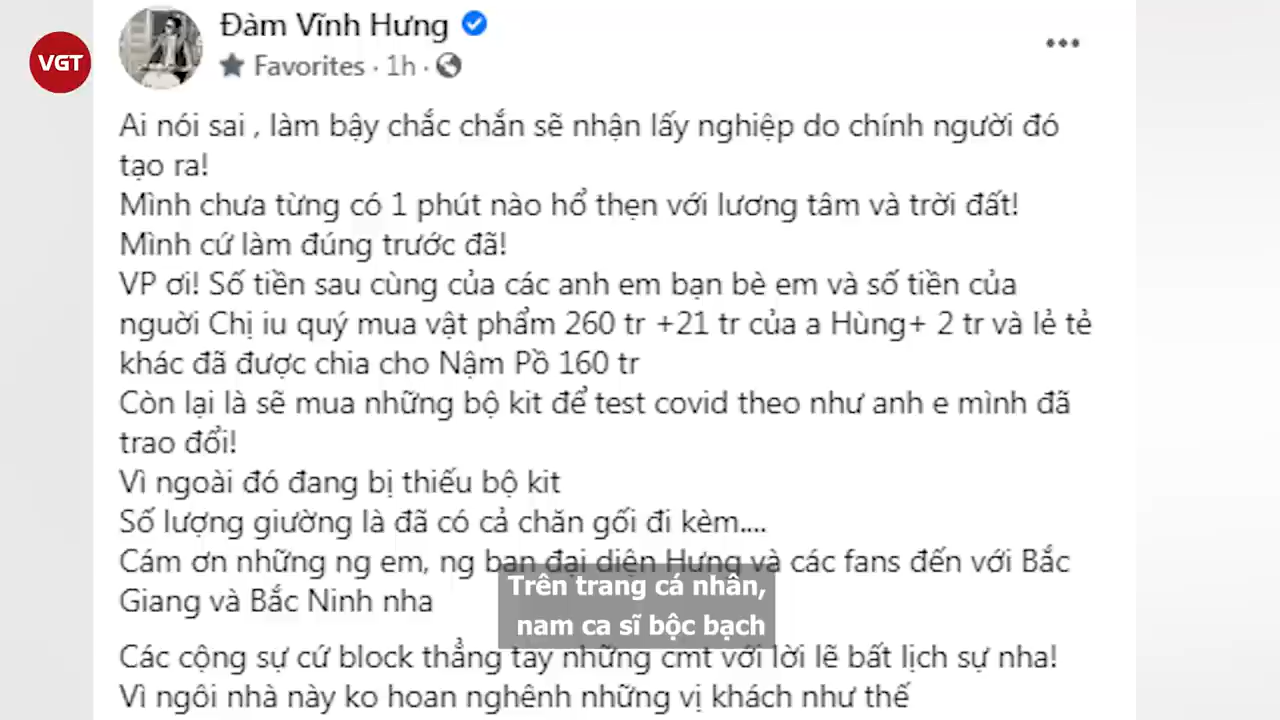 VGT
Đàm Vĩnh Hưng
Favorites · 1h ·
Ai nói sai , làm bậy chắc chắn sẽ nhận lấy nghiệp do chính người đó
tạo ra!
Mình chưa từng có 1 phút nào hổ thẹn với lương tâm và trời đất!
Mình cứ làm đúng trước đã!
VP ơi! Số tiền sau cùng của các anh em bạn bè em và số tiền của
nguời Chị iu quý mua vật phẩm 260 tr +21 tr của a Hùng+ 2 tr và lẻ tẻ
khác đã được chia cho Nậm Pồ 160 tr
Còn lại là sẽ mua những bộ kit để test covid theo như anh e mình đã
trao đổi!
Vì ngoài đó đang bị thiếu bộ kit
Số lượng giường là đã có cả chăn gối đi kèm....
Cám ơn những ng em, ng bạn đại diện Hưng và các fans đến với Bắc
Giang và Bắc Ninh nha
Trên trang cá nhân,
nam ca sĩ bộc bạch
Các cộng sự cứ block thẳng tay những cmt với lời lẽ bất lịch sự nha!
Vì ngôi nhà này ko hoan nghênh những vị khách như thế